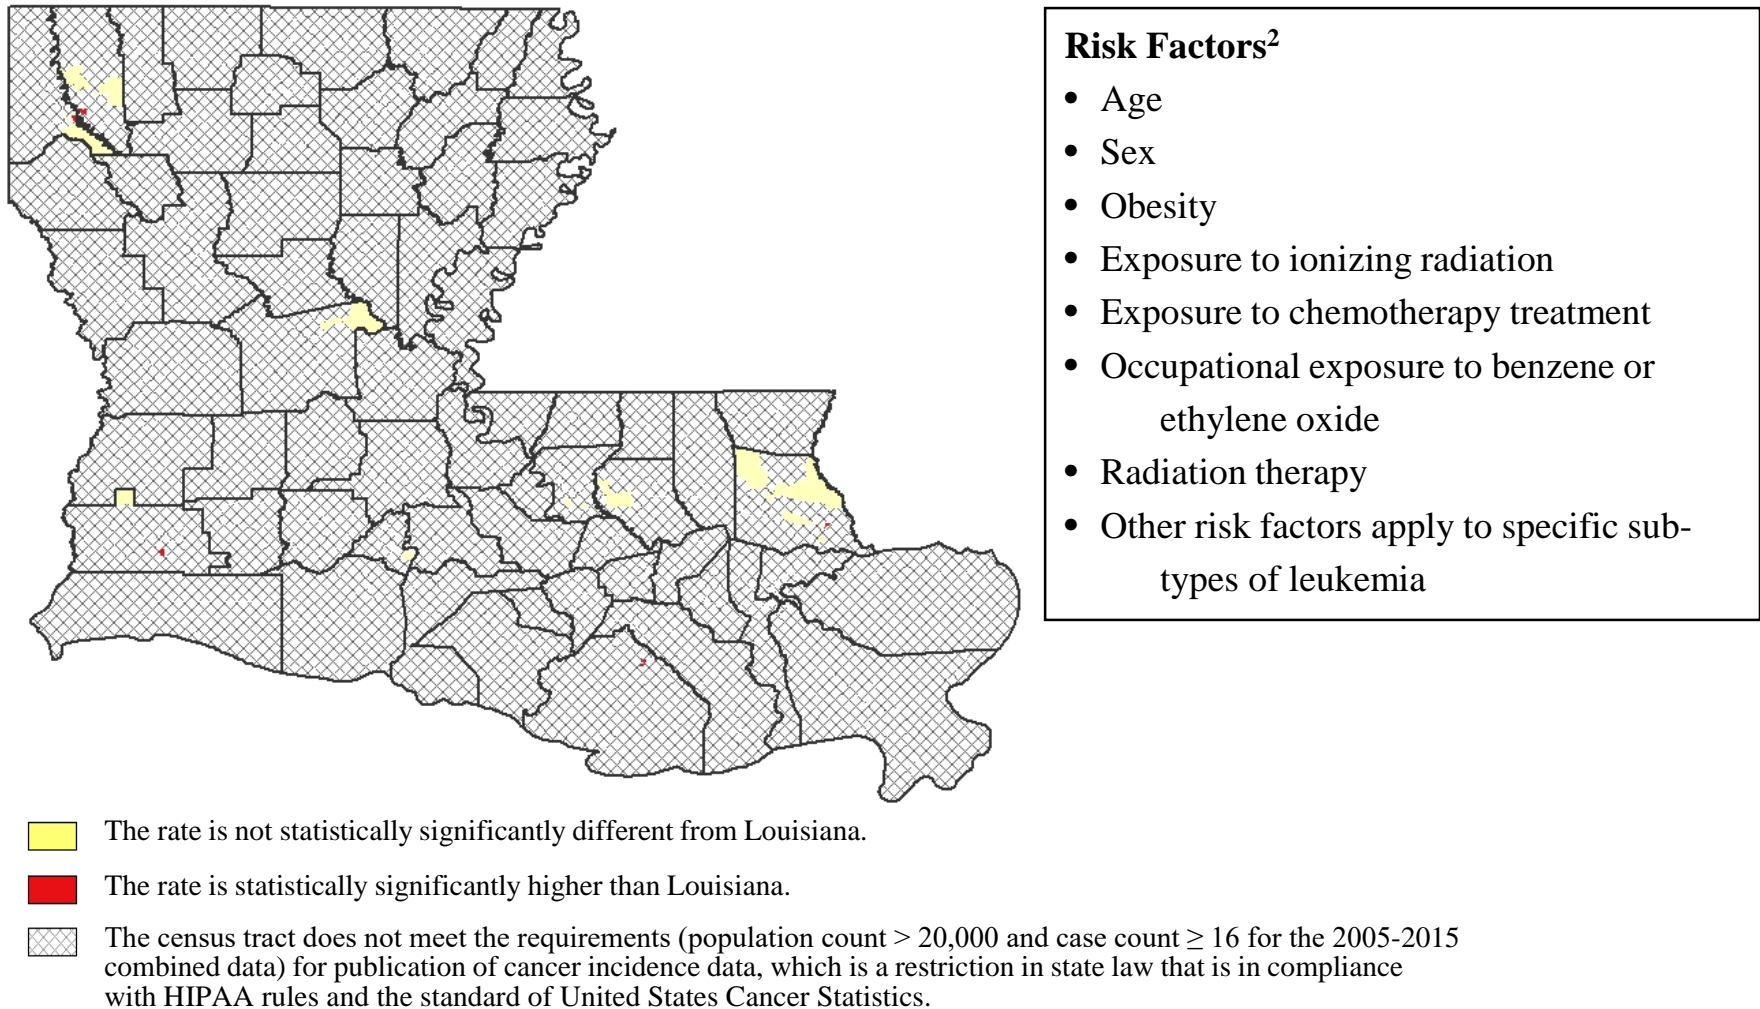 Risk Factors²
• Age
• Sex
• Obesity
• Exposure to ionizing radiation
• Exposure to chemotherapy treatment
• Occupational exposure to benzene or
ethylene oxide
• Radiation therapy
• Other risk factors apply to specific sub-
types of leukemia
The rate is not statistically significantly different from Louisiana.
The rate is statistically significantly higher than Louisiana.
The census tract does not meet the requirements (population count > 20,000 and case count ≥ 16 for the 2005-2015
combined data) for publication of cancer incidence data, which is a restriction in state law that is in compliance
with HIPAA rules and the standard of United States Cancer Statistics.